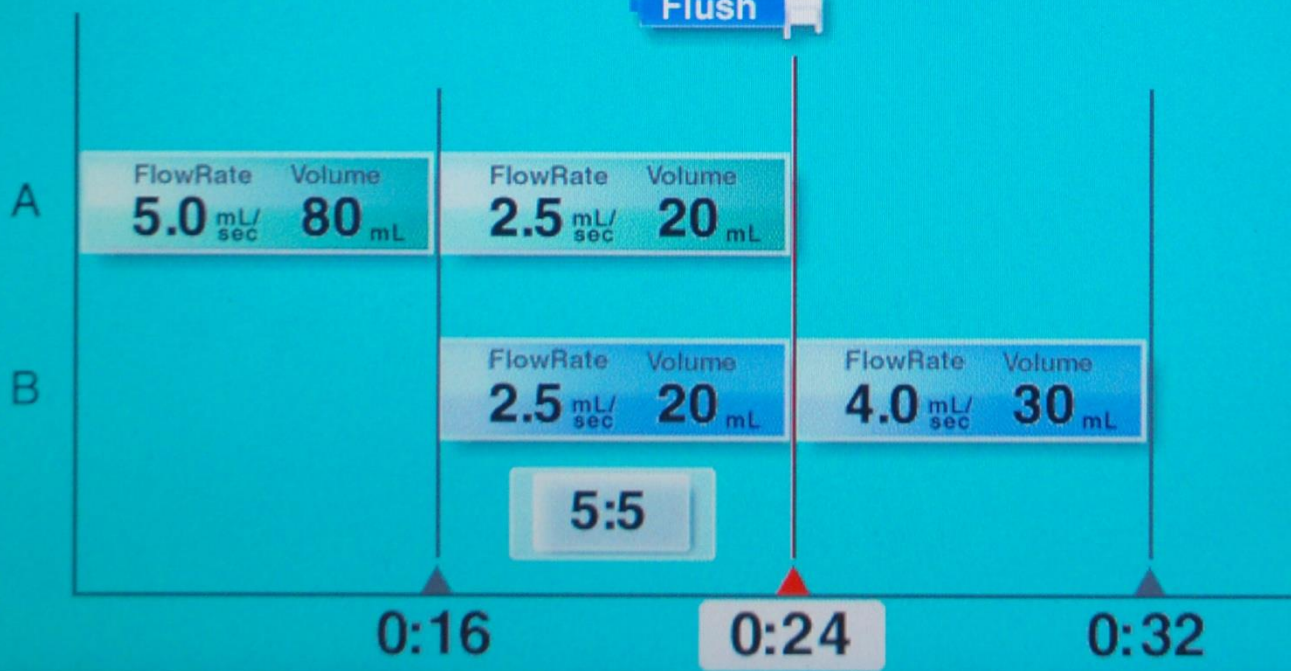 Flush
A
FlowRate Volume
5.0 mL/sec 80 mL
FlowRate Volume
2.5 mL/sec 20 mL
B
FlowRate Volume
2.5 mL/sec 20 mL
FlowRate Volume
4.0 mL/sec 30 mL
5:5
0:16 0:24 0:32